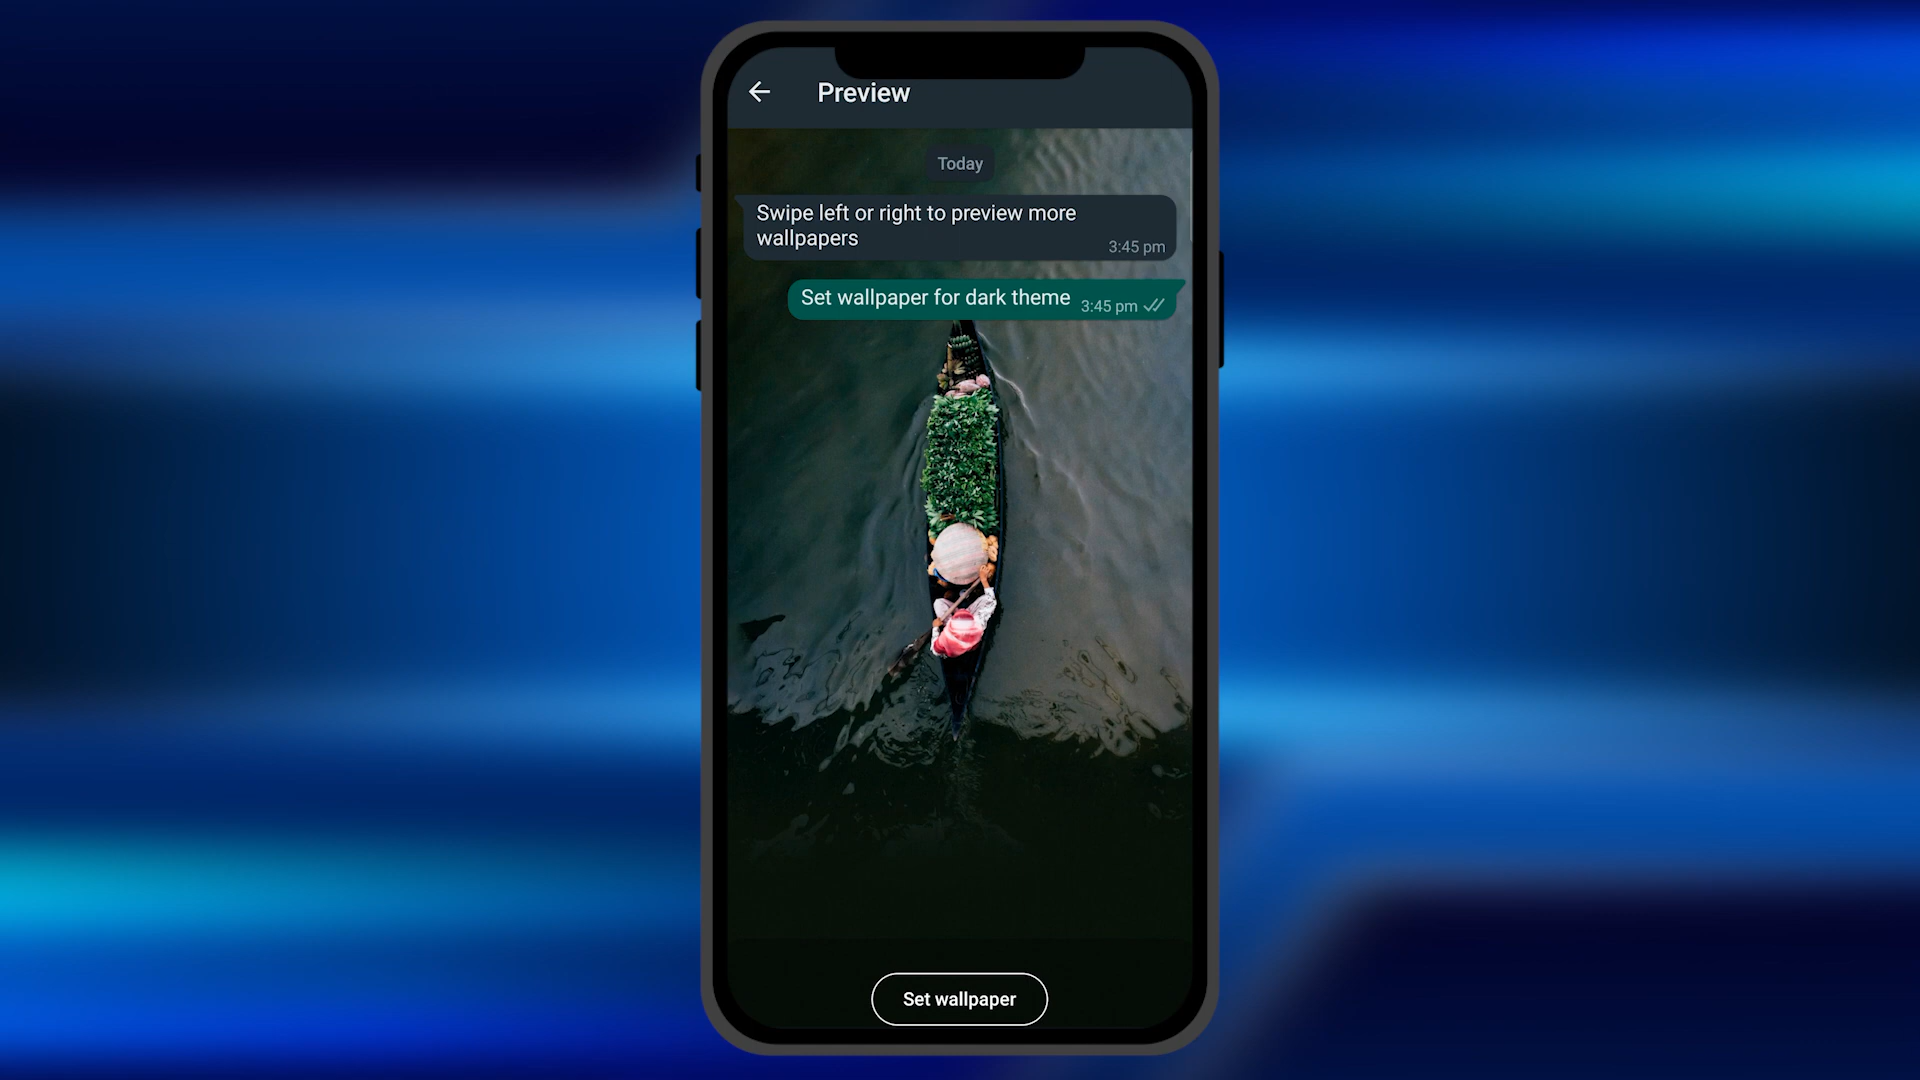 Preview
Today
Swipe left or right to preview more
wallpapers
3:45 pm
Set wallpaper for dark theme 3:45 pm
Set wallpaper